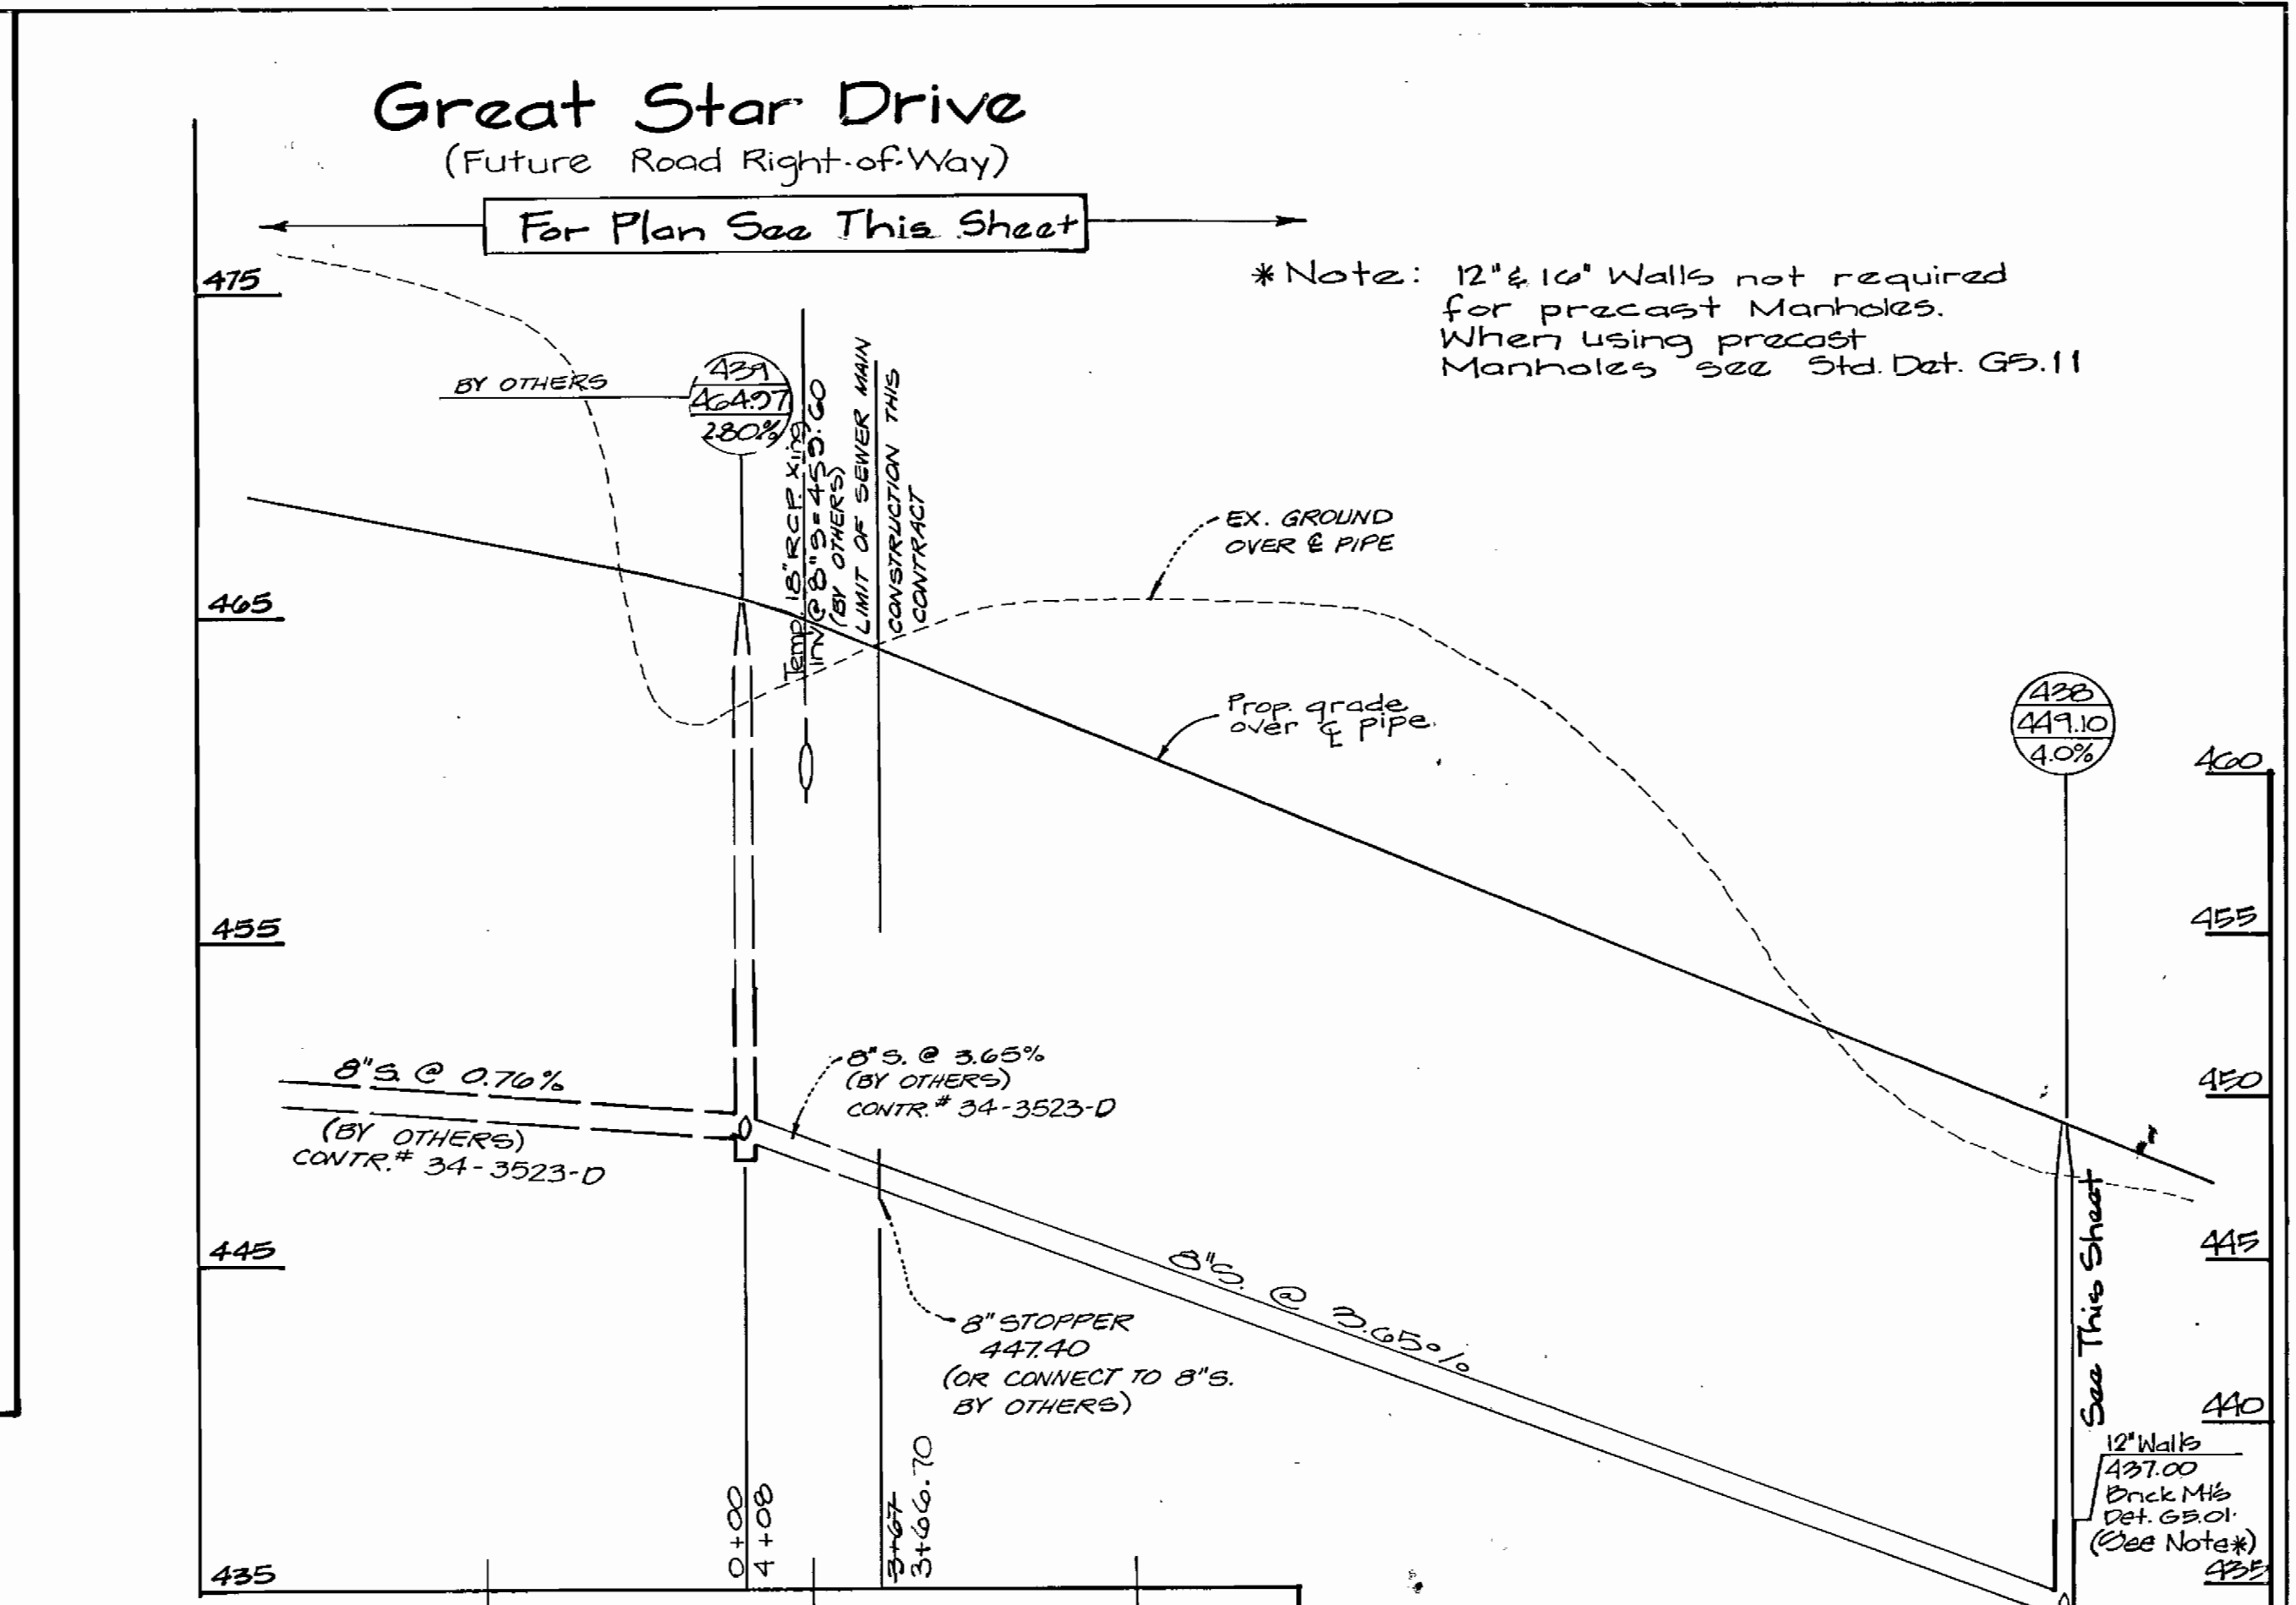 Great Star Drive
(Future Road Right-of-Way)
For Plan See This Sheet
*Note: 12" & 16" Walls not required
for precast Manholes.
When using precast
Manholes see Std. Det. G5.11
475
465
455
445
435
BY OTHERS
439
464.97
2.80%
Temp. 18" RCP. Xing
(BY OTHERS)
LIMIT OF SEWER MAIN
CONSTRUCTION THIS
CONTRACT
EX. GROUND
OVER ℄ PIPE
Prop. grade
over ℄ pipe.
438
449.10
4.0%
460
455
450
445
440
435
8"S. @ 0.76%
(BY OTHERS)
CONTR.# 34-3523-D
8"S. @ 3.65%
(BY OTHERS)
CONTR.# 34-3523-D
8" STOPPER
447.40
(OR CONNECT TO 8"S.
BY OTHERS)
8"S. @ 3.65%
See This Sheet
12" Walls
437.00
Brick MH's
Det. G5.01.
(See Note*)
0+00
4+08
3+67
3+66.70